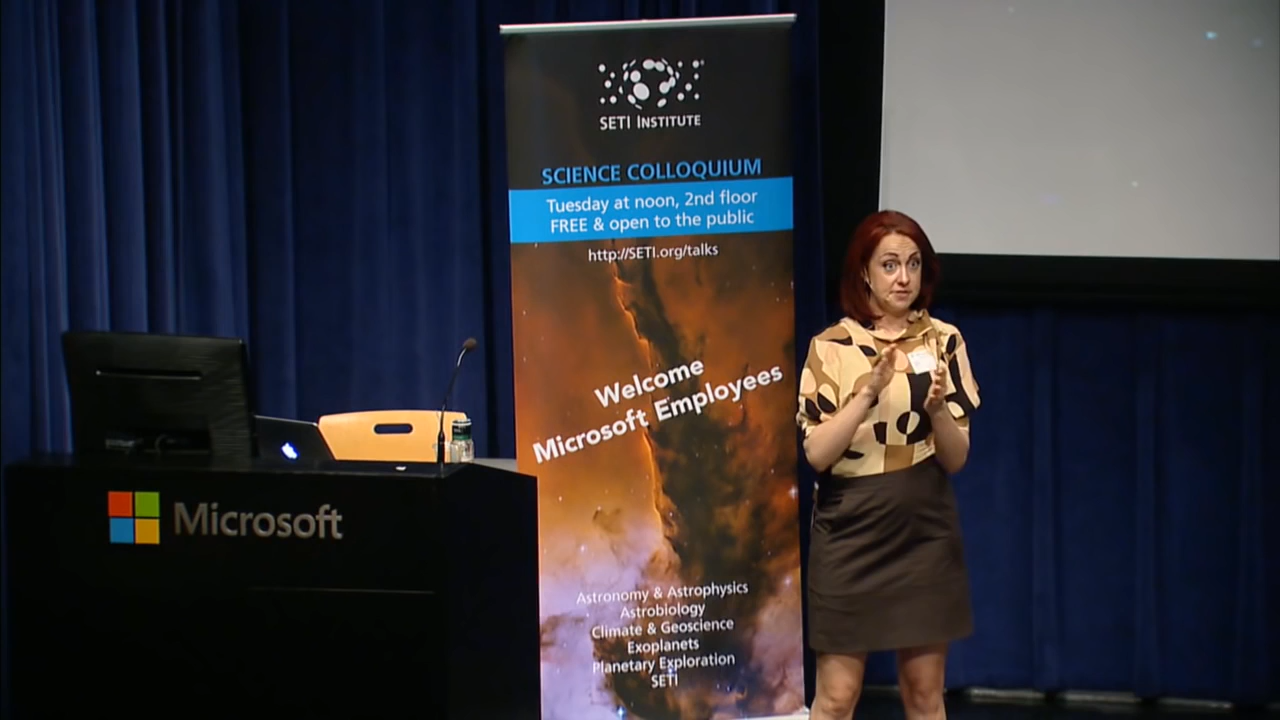 SETI INSTITUTE
SCIENCE COLLOQUIUM
Tuesday at noon, 2nd floor
FREE & open to the public
http://SETI.org/talks
Welcome
Microsoft Employees
Microsoft
Astronomy & Astrophysics
Astrobiology
Climate & Geoscience
Exoplanets
Planetary Exploration
SETI